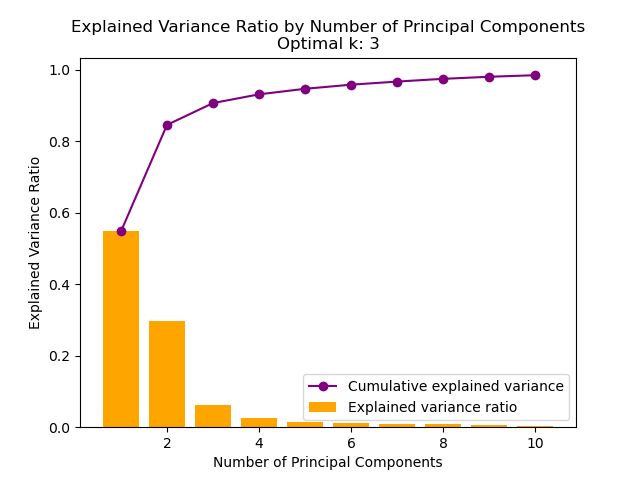 Explained Variance Ratio by Number of Principal Components
Optimal k: 3
1.0
0.8
0.6
0.4
0.2
0.0
Explained Variance Ratio
Cumulative explained variance
Explained variance ratio
2
4
6
8
10
Number of Principal Components